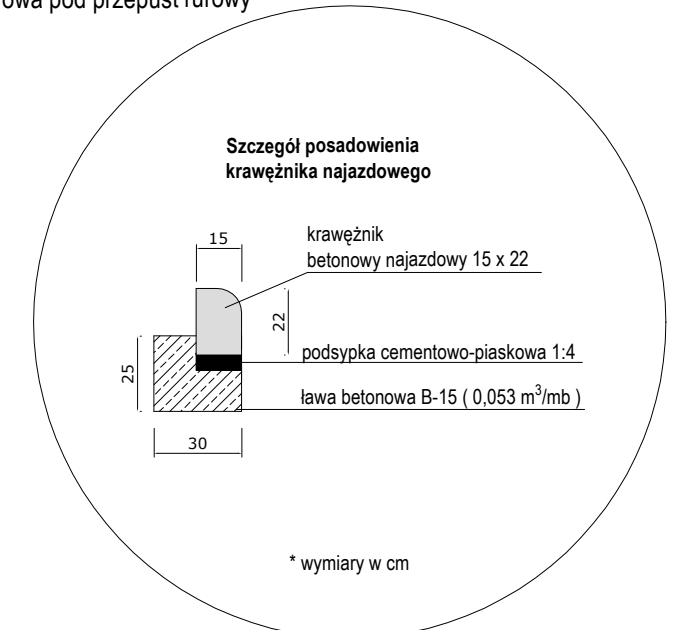 owa pod przepust rurowy
Szczegół posadowienia
krawężnika najazdowego
15
krawężnik
betonowy najazdowy 15 x 22
22
podsypka cementowo-piaskowa 1:4
25
ława betonowa B-15 ( 0,053 m³/mb )
30
* wymiary w cm